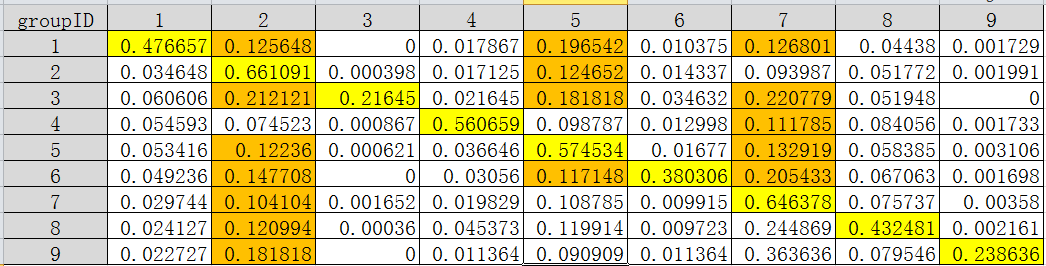 groupID 1 2 3 4 5 6 7 8 9
1 0.476657 0.125648 0 0.017867 0.196542 0.010375 0.126801 0.04438 0.001729
2 0.034648 0.661091 0.000398 0.017125 0.124652 0.014337 0.093987 0.051772 0.001991
3 0.060606 0.212121 0.21645 0.021645 0.181818 0.034632 0.220779 0.051948 0
4 0.054593 0.074523 0.000867 0.560659 0.098787 0.012998 0.111785 0.084056 0.001733
5 0.053416 0.12236 0.000621 0.036646 0.574534 0.01677 0.132919 0.058385 0.003106
6 0.049236 0.147708 0 0.03056 0.117148 0.380306 0.205433 0.067063 0.001698
7 0.029744 0.104104 0.001652 0.019829 0.108785 0.009915 0.646378 0.075737 0.00358
8 0.024127 0.120994 0.00036 0.045373 0.119914 0.009723 0.244869 0.432481 0.002161
9 0.022727 0.181818 0 0.011364 0.090909 0.011364 0.363636 0.079546 0.238636